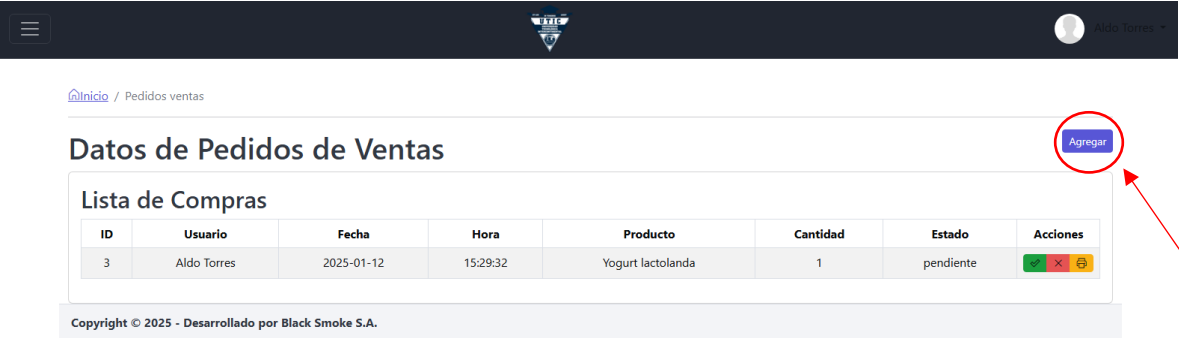 UTIC
Aldo Torres
Inicio / Pedidos ventas
Datos de Pedidos de Ventas
Agregar
Lista de Compras
ID Usuario Fecha Hora Producto Cantidad Estado Acciones
3 Aldo Torres 2025-01-12 15:29:32 Yogurt lactolanda 1 pendiente
Copyright © 2025 - Desarrollado por Black Smoke S.A.